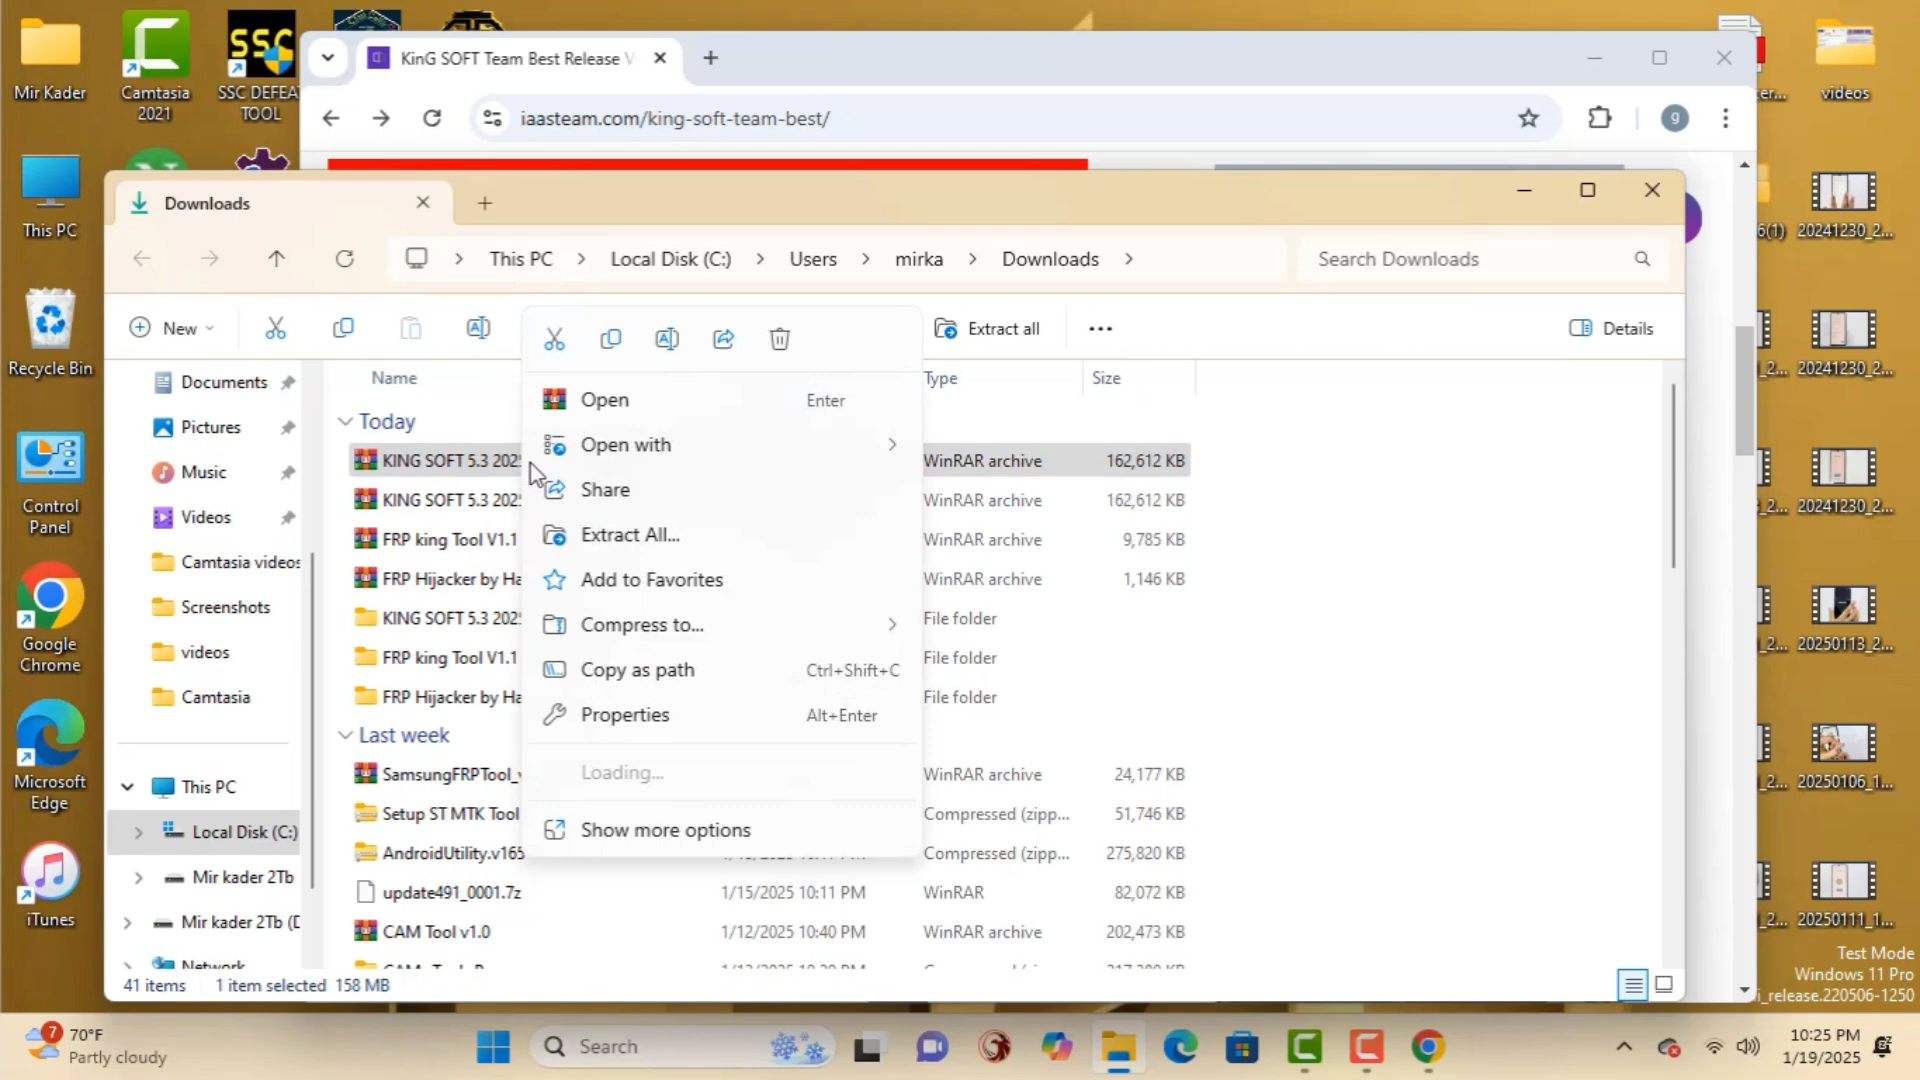 Mir Kader
Camtasia
2021
SSC DEFEA
TOOL
KinG SOFT Team Best Release V
iaasteam.com/king-soft-team-best/
g
videos
This PC
Recycle Bin
Control
Panel
Google
Chrome
Microsoft
Edge
iTunes
Downloads
This PC
Local Disk (C:)
Users
mirka
Downloads
Search Downloads
New
Extract all
Details
Documents
Pictures
Music
Videos
Camtasia videos
Screenshots
videos
Camtasia
This PC
Local Disk (C:)
Mir kader 2Tb
Mir kader 2Tb (D
Network
Name
Type
Size
Today
KING SOFT 5.3 202
WinRAR archive
162,612 KB
KING SOFT 5.3 202
WinRAR archive
162,612 KB
FRP king Tool V1.1
WinRAR archive
9,785 KB
FRP Hijacker by Ha
WinRAR archive
1,146 KB
KING SOFT 5.3 202
File folder
FRP king Tool V1.1
File folder
FRP Hijacker by Ha
File folder
Last week
SamsungFRPTool_
WinRAR archive
24,177 KB
Setup ST MTK Tool
Compressed (zipp...
51,746 KB
AndroidUtility.v165
Compressed (zipp...
275,820 KB
update491_0001.7z
1/15/2025 10:11 PM
WinRAR
82,072 KB
CAM Tool v1.0
1/12/2025 10:40 PM
WinRAR archive
202,473 KB
41 items
1 item selected 158 MB
Open Enter
Open with
Share
Extract All...
Add to Favorites
Compress to...
Copy as path Ctrl+Shift+C
Properties Alt+Enter
Loading...
Show more options
20241230_2...
20241230_2...
20241230_2...
20250113_2...
20250106_1...
20250111_1...
Test Mode
Windows 11 Pro
i_release.220506-1250
7
70°F
Partly cloudy
Search
10:25 PM
1/19/2025